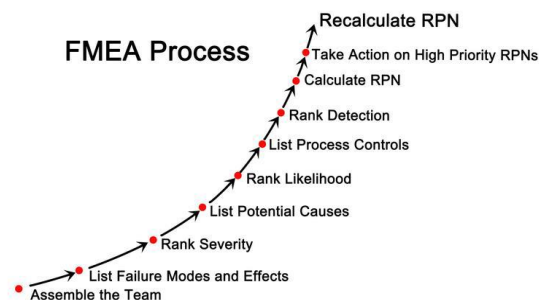 Recalculate RPN
FMEA Process
Take Action on High Priority RPNs
Calculate RPN
Rank Detection
List Process Controls
Rank Likelihood
List Potential Causes
Rank Severity
List Failure Modes and Effects
Assemble the Team